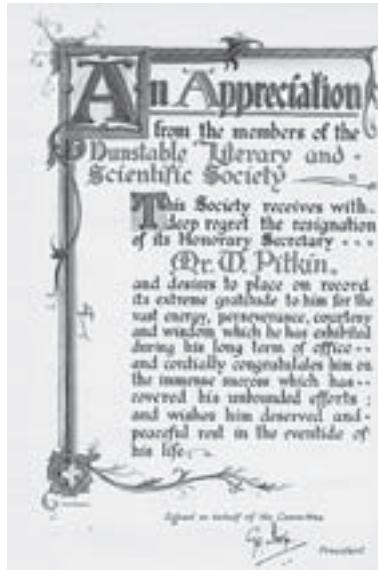 An Appreciation
from the members of the
Dunstable Literary and -
Scientific Society
This Society receives with
deep regret the resignation
of its Honorary Secretary - - -
Mr. W. Pitkin,
and desires to place on record
its extreme gratitude to him for the
vast energy, perseverance, courtesy
and wisdom which he has exhibited
during his long term of office - -
and cordially congratulates him on
the immense success which has - -
covered his unbounded efforts ;
and wishes him deserved and -
peaceful rest in the eventide of
his life
Signed on behalf of the Committee
President